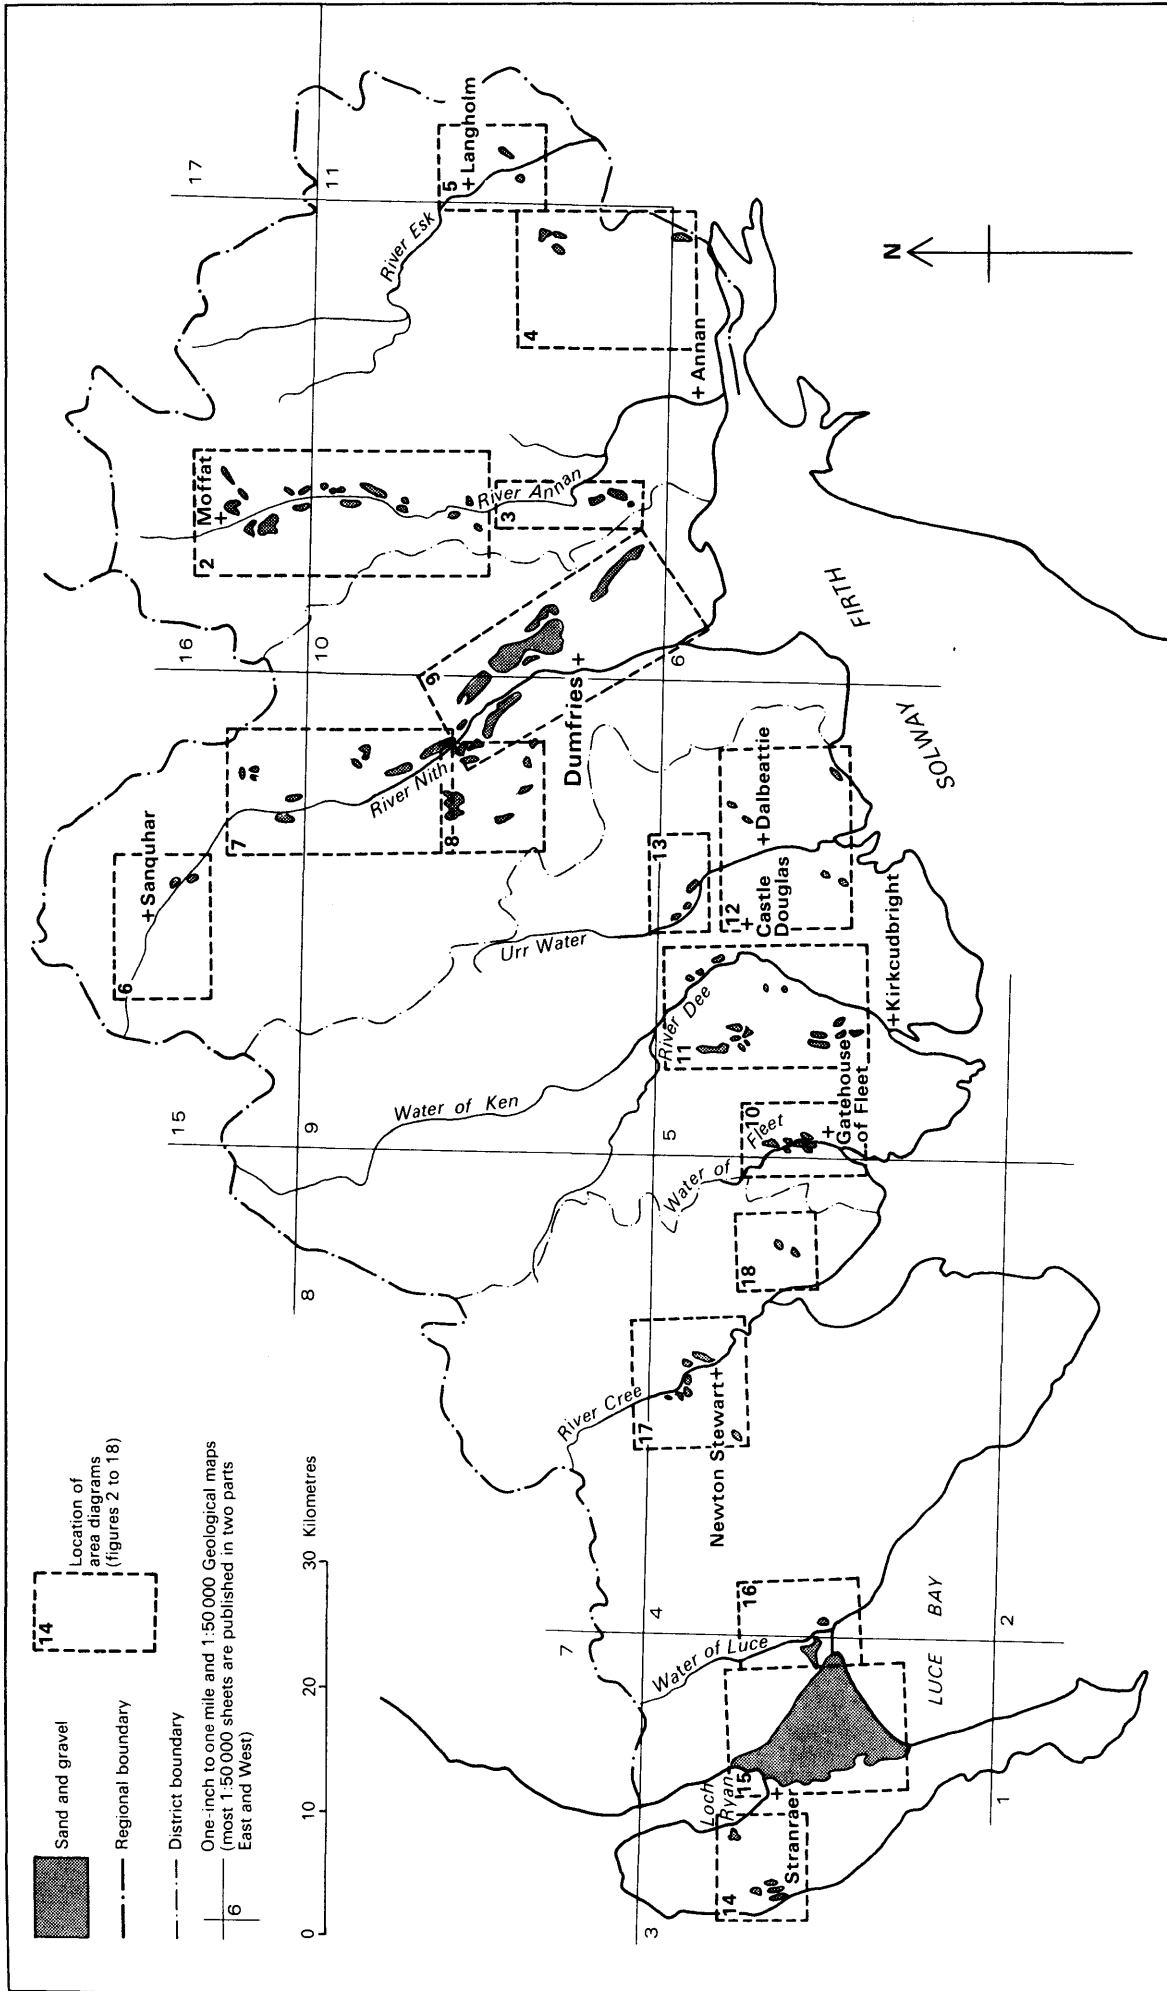 14
Location of
area diagrams
(figures 2 to 18)
Sand and gravel
Regional boundary
District boundary
6
One-inch to one mile and 1:50 000 Geological maps
(most 1:50 000 sheets are published in two parts
East and West)
0
10
20
30 Kilometres
N
15
16
17
8
9
10
11
7
3
4
5
6
1
2
6
+Sanquhar
7
River Nith
8
9
Dumfries +
2
Moffat
+
3
River Annan
4
+Annan
5
+Langholm
River Esk
Urr Water
13
12
+
Castle
Douglas
+Dalbeattie
Water of Ken
River Dee
11
+Kirkcudbright
10
Water of Fleet
+
Gatehouse
of Fleet
18
River Cree
17
Newton Stewart+
16
Water of Luce
LUCE BAY
Loch
Ryan
15
+
Stranraer
14
SOLWAY FIRTH